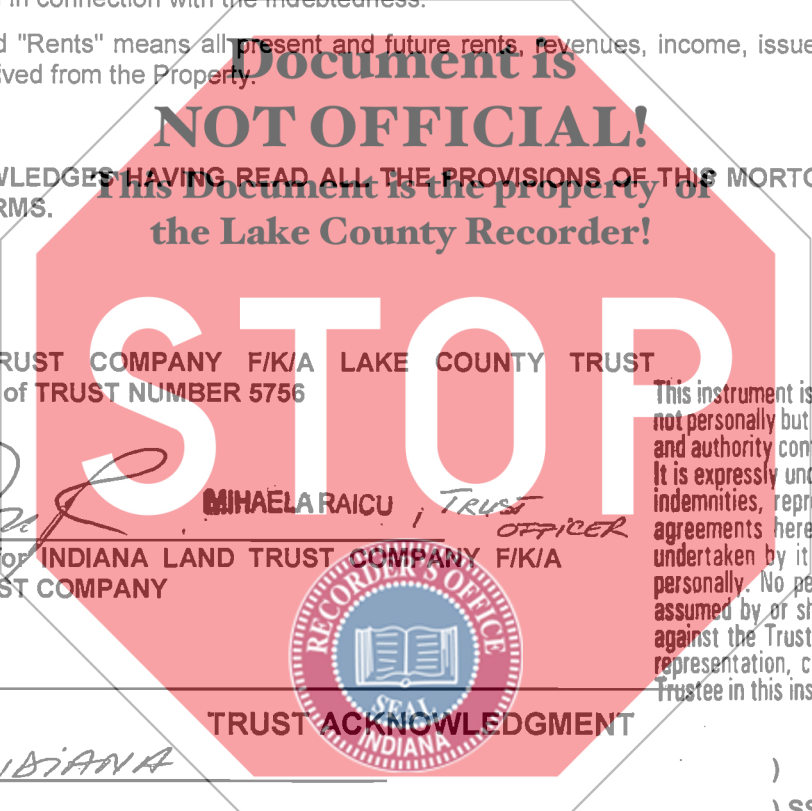 in connection with the Indebtedness.
"Rents" means all present and future rents, revenues, income, issue
ived from the Property.
Document is
NOT OFFICIAL!
WLEDGES HAVING READ ALL THE PROVISIONS OF THIS MORTG
RMS.
This Document is the property of
the Lake County Recorder!
STOP
RUST COMPANY F/K/A LAKE COUNTY TRUST
of TRUST NUMBER 5756
MIHAELA RAICU , TRUST
OFFICER
for INDIANA LAND TRUST COMPANY F/K/A
ST COMPANY
This instrument is
not personally but
and authority con
It is expressly und
indemnities, repr
agreements here
undertaken by it
personally. No pe
assumed by or sh
against the Trust
representation, c
Trustee in this ins
RECORDER'S OFFICE
SEAL
INDIANA
TRUST ACKNOWLEDGMENT
NDIANA
)
) SS